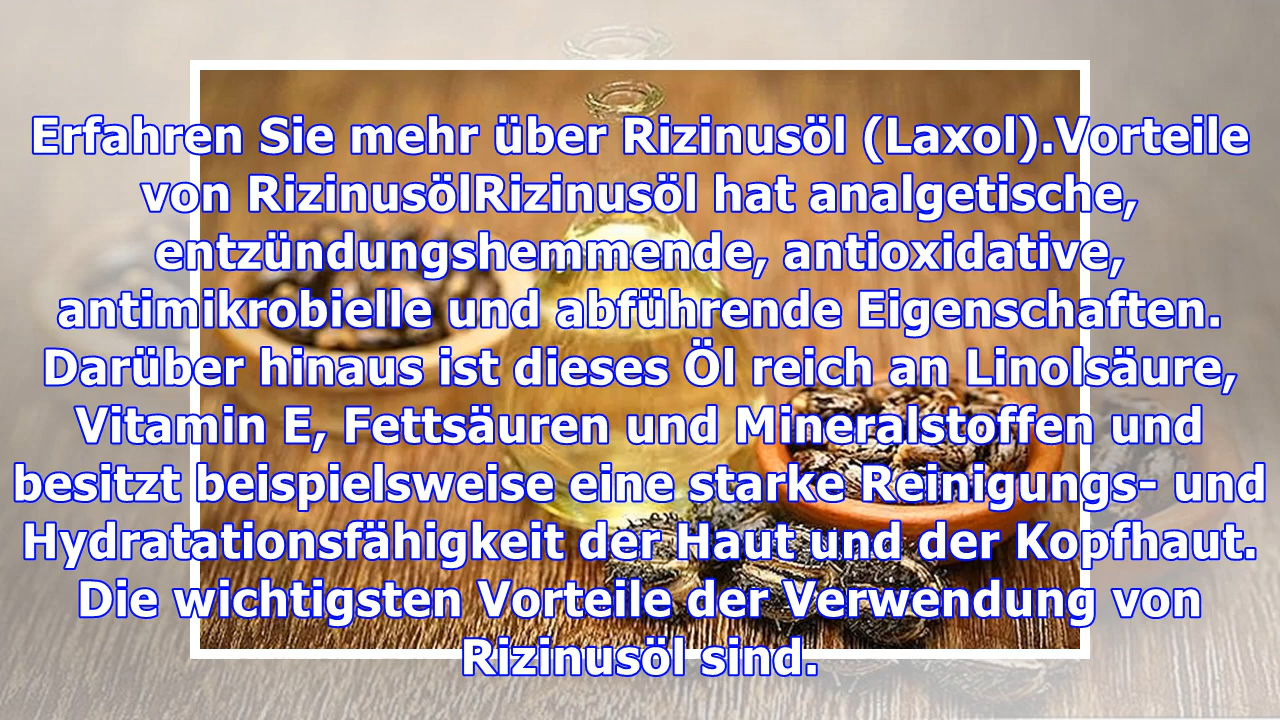 Erfahren Sie mehr über Rizinusöl (Laxol).Vorteile
von RizinusölRizinusöl hat analgetische,
entzündungshemmende, antioxidative,
antimikrobielle und abführende Eigenschaften.
Darüber hinaus ist dieses Öl reich an Linolsäure,
Vitamin E, Fettsäuren und Mineralstoffen und
besitzt beispielsweise eine starke Reinigungs- und
Hydratationsfähigkeit der Haut und der Kopfhaut.
Die wichtigsten Vorteile der Verwendung von
Rizinusöl sind.